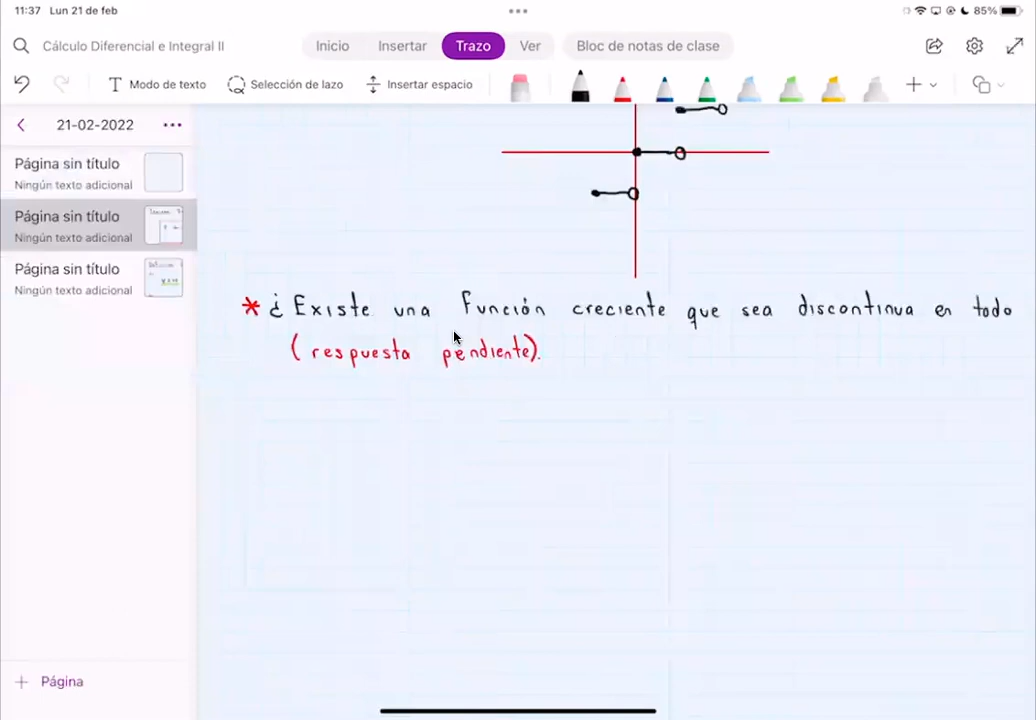 11:37 Lun 21 de feb
85%
Cálculo Diferencial e Integral II
Inicio Insertar Trazo Ver Bloc de notas de clase
Modo de texto Selección de lazo Insertar espacio
21-02-2022
Página sin título
Ningún texto adicional
Página sin título
Ningún texto adicional
Página sin título
Ningún texto adicional
* ¿Existe una función creciente que sea discontinua en todo
(respuesta pendiente).
+ Página